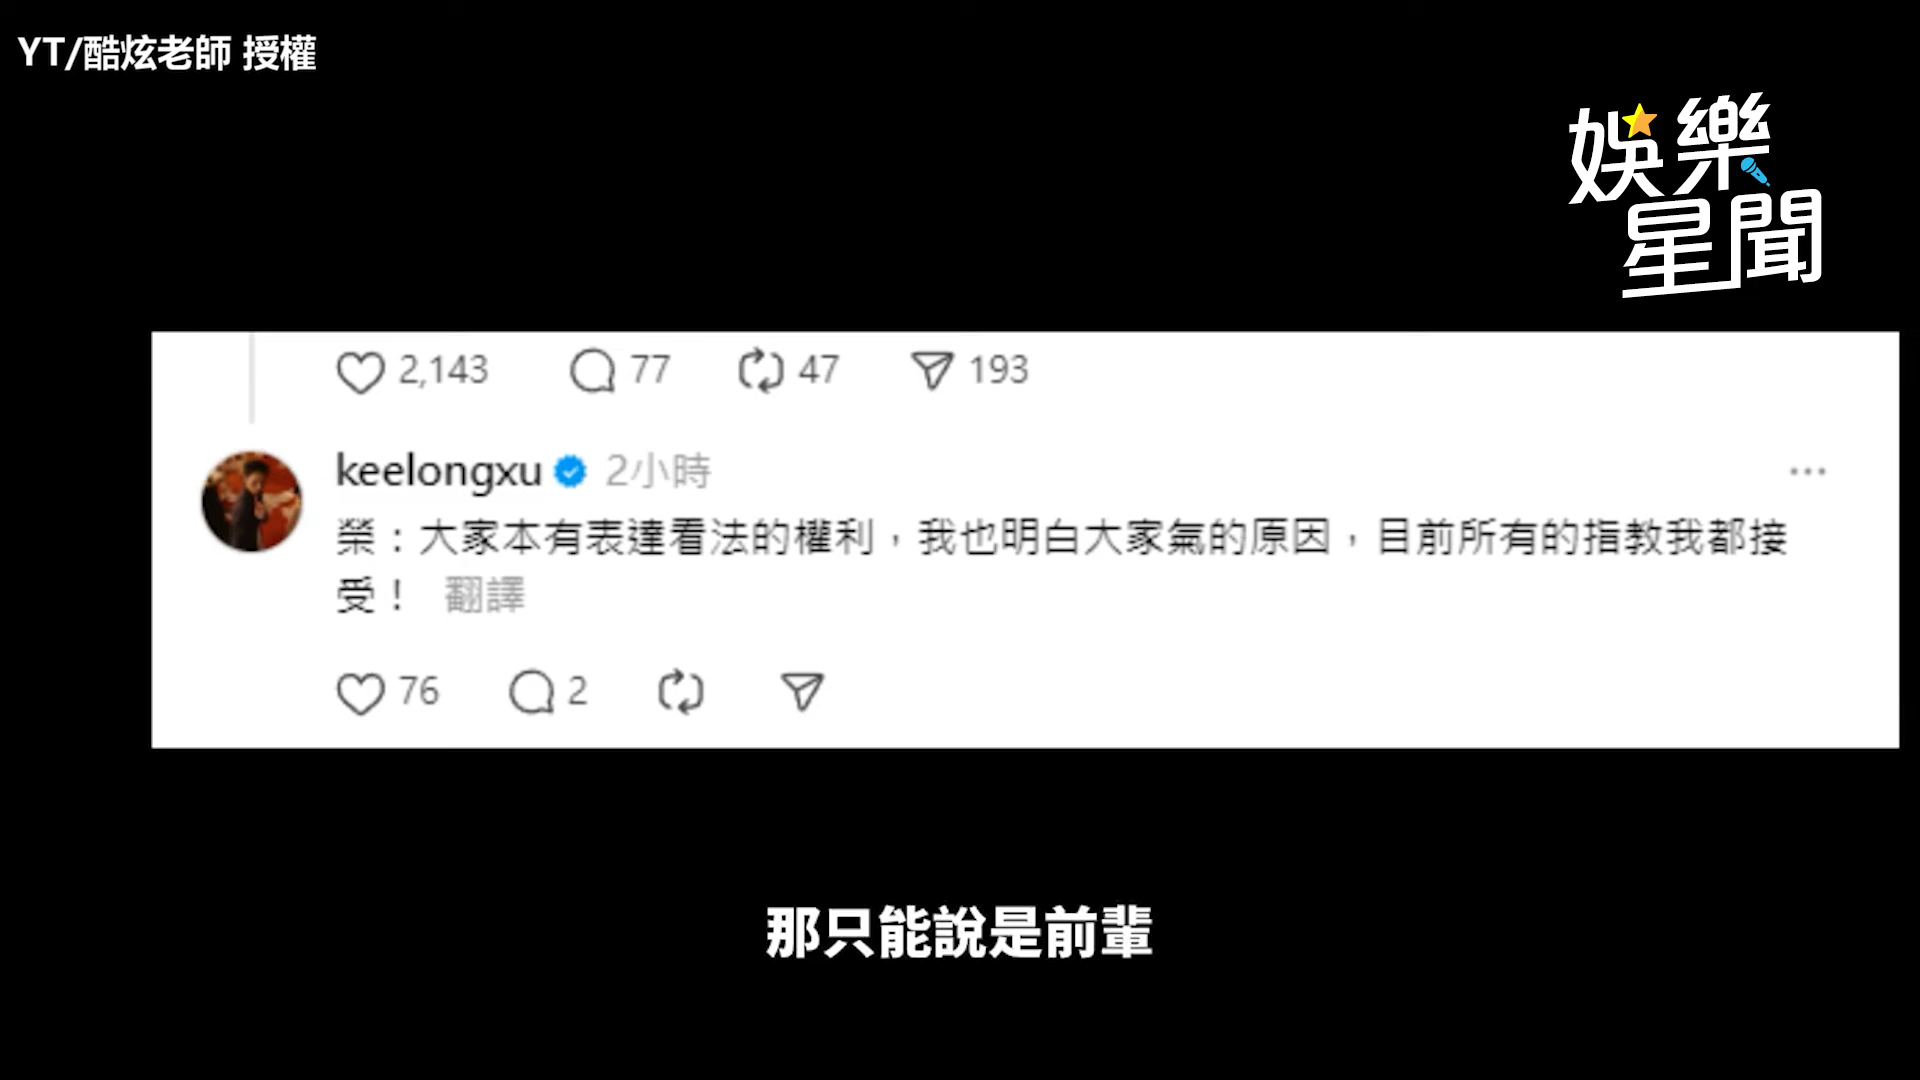 YT/酷炫老師 授權
娛樂
星聞
2,143 77 47 193
keelongxu 2小時
榮：大家本有表達看法的權利，我也明白大家氣的原因，目前所有的指教我都接
受！ 翻譯
76 2
那只能說是前輩